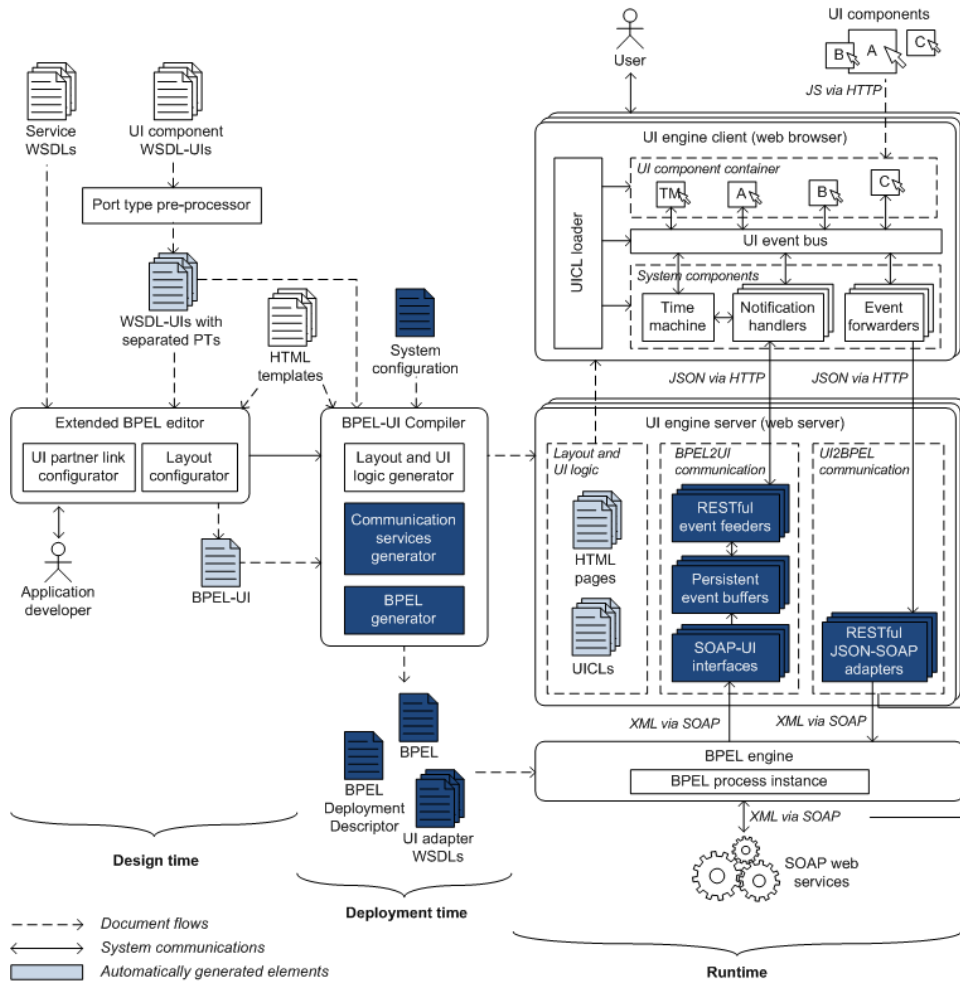 User
UI components
B
A
C
JS via HTTP
Service
WSDLs
UI component
WSDL-UIs
Port type pre-processor
WSDL-UIs with
separated PTs
HTML
templates
System
configuration
UI engine client (web browser)
UICL loader
UI component container
TM
A
B
C
UI event bus
System components
Time
machine
Notification
handlers
Event
forwarders
JSON via HTTP
JSON via HTTP
Extended BPEL editor
UI partner link
configurator
Layout
configurator
Application
developer
BPEL-UI
BPEL-UI Compiler
Layout and UI
logic generator
Communication
services
generator
BPEL
generator
UI engine server (web server)
Layout and
UI logic
HTML
pages
UICLs
BPEL2UI
communication
RESTful
event feeders
Persistent
event buffers
SOAP-UI
interfaces
UI2BPEL
communication
RESTful
JSON-SOAP
adapters
XML via SOAP
XML via SOAP
BPEL
BPEL
Deployment
Descriptor
UI adapter
WSDLs
BPEL engine
BPEL process instance
XML via SOAP
SOAP web
services
Design time
Deployment time
Runtime
Document flows
System communications
Automatically generated elements